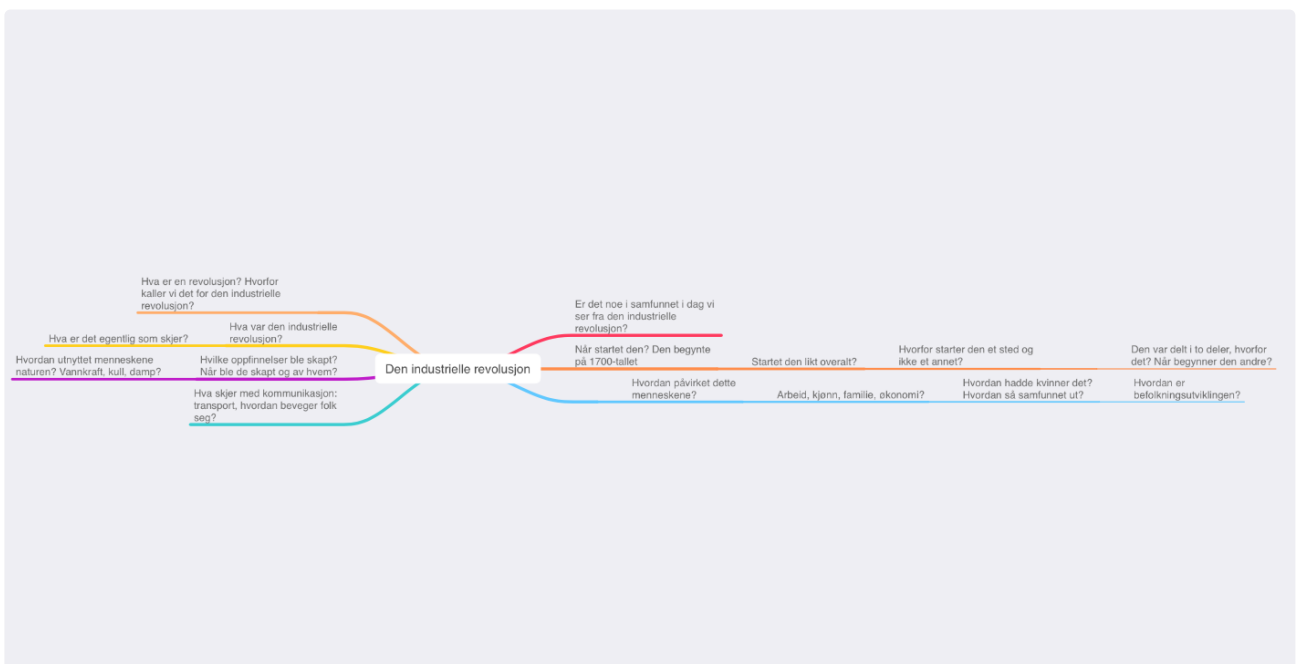 Hva er en revolusjon? Hvorfor
kaller vi det for den industrielle
revolusjon?
Hva var den industrielle
revolusjon?
Hva er det egentlig som skjer?
Hvilke oppfinnelser ble skapt?
Når ble de skapt og av hvem?
Hvordan utnyttet menneskene
naturen? Vannkraft, kull, damp?
Hva skjer med kommunikasjon:
transport, hvordan beveger folk
seg?
Den industrielle revolusjon
Er det noe i samfunnet i dag vi
ser fra den industrielle
revolusjon?
Når startet den? Den begynte
på 1700-tallet
Startet den likt overalt?
Hvorfor starter den et sted og
ikke et annet?
Den var delt i to deler, hvorfor
det? Når begynner den andre?
Hvordan påvirket dette
menneskene?
Arbeid, kjønn, familie, økonomi?
Hvordan hadde kvinner det?
Hvordan så samfunnet ut?
Hvordan er
befolkningsutviklingen?